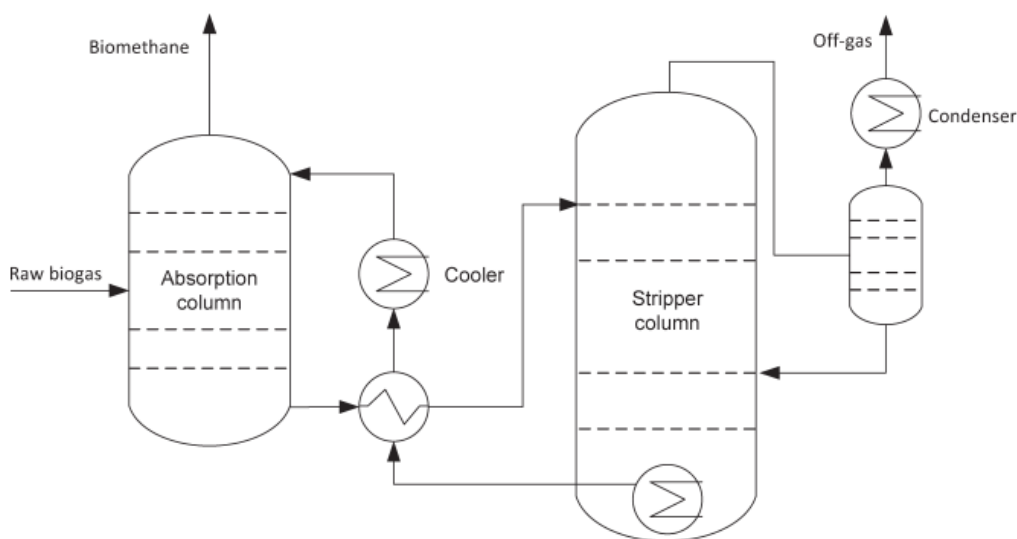 Biomethane
Off-gas
Condenser
Raw biogas
Absorption
column
Cooler
Stripper
column